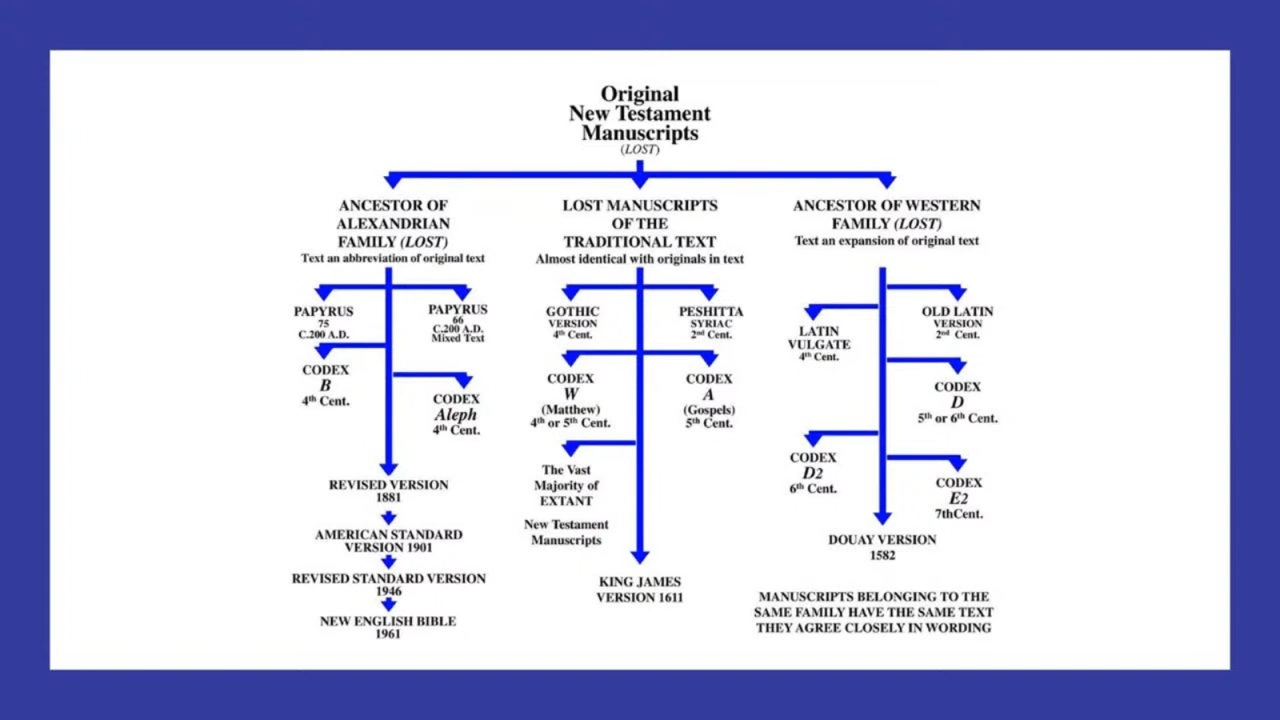 Original
New Testament
Manuscripts
(LOST)
ANCESTOR OF
ALEXANDRIAN
FAMILY (LOST)
Text an abbreviation of original text
PAPYRUS
75
C.200 A.D.
PAPYRUS
66
C.200 A.D.
Mixed Text
CODEX
B
4th Cent.
CODEX
Aleph
4th Cent.
REVISED VERSION
1881
AMERICAN STANDARD
VERSION 1901
REVISED STANDARD VERSION
1946
NEW ENGLISH BIBLE
1961
LOST MANUSCRIPTS
OF THE
TRADITIONAL TEXT
Almost identical with originals in text
GOTHIC
VERSION
4th Cent.
PESHITTA
SYRIAC
2nd Cent.
CODEX
W
(Matthew)
4th or 5th Cent.
CODEX
A
(Gospels)
5th Cent.
The Vast
Majority of
EXTANT
New Testament
Manuscripts
KING JAMES
VERSION 1611
ANCESTOR OF WESTERN
FAMILY (LOST)
Text an expansion of original text
LATIN
VULGATE
4th Cent.
OLD LATIN
VERSION
2nd Cent.
CODEX
D
5th or 6th Cent.
CODEX
D2
6th Cent.
CODEX
E2
7thCent.
DOUAY VERSION
1582
MANUSCRIPTS BELONGING TO THE
SAME FAMILY HAVE THE SAME TEXT
THEY AGREE CLOSELY IN WORDING